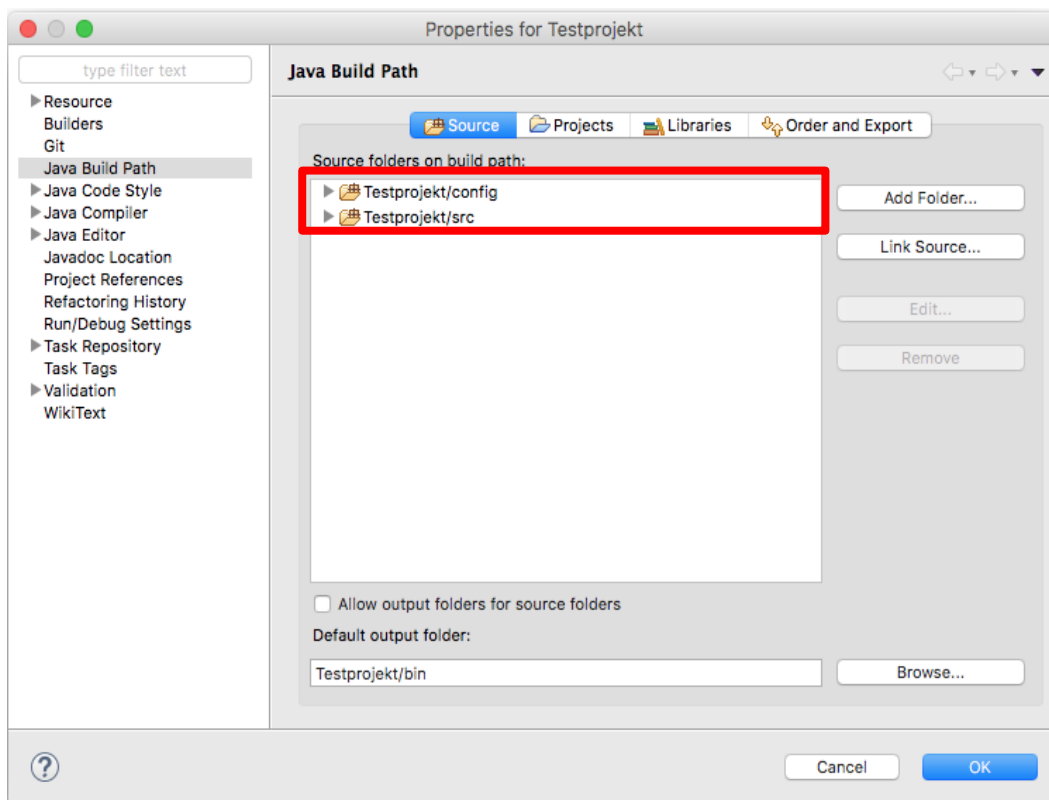 Properties for Testprojekt
type filter text
Resource
Builders
Git
Java Build Path
Java Code Style
Java Compiler
Java Editor
Javadoc Location
Project References
Refactoring History
Run/Debug Settings
Task Repository
Task Tags
Validation
WikiText
Java Build Path
Source Projects Libraries Order and Export
Source folders on build path:
Testprojekt/config
Testprojekt/src
Add Folder...
Link Source...
Edit...
Remove
Allow output folders for source folders
Default output folder:
Testprojekt/bin
Browse...
?
Cancel OK